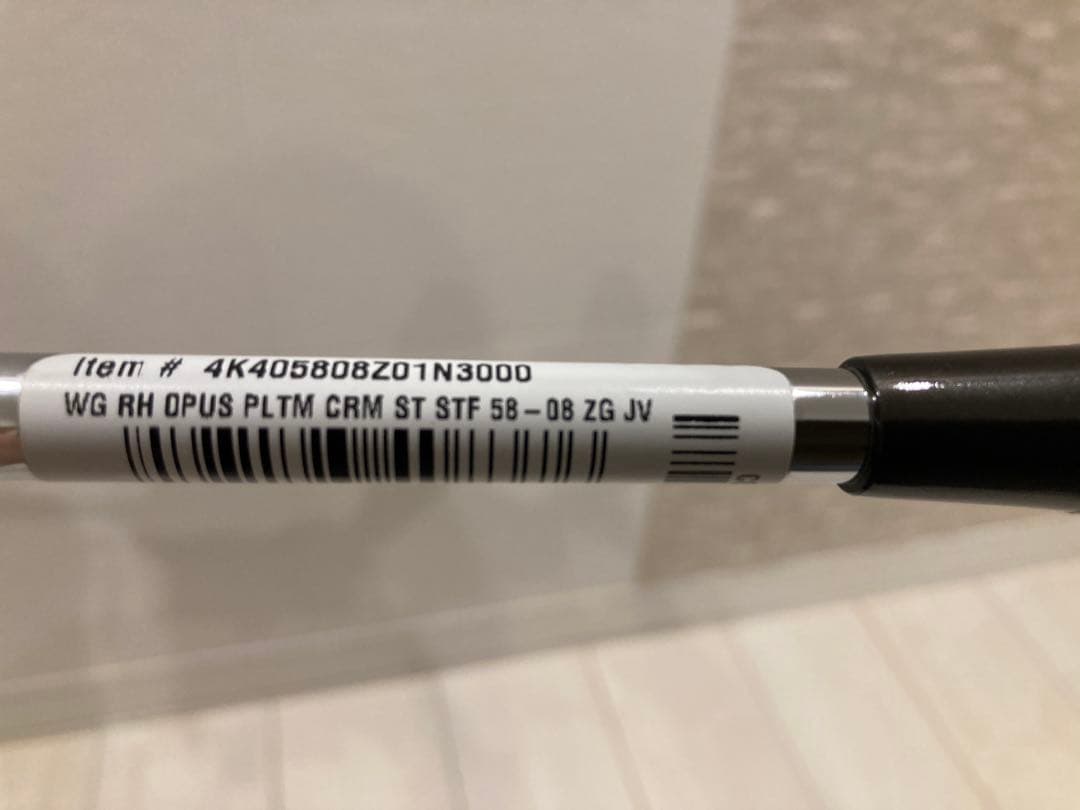 Item # 4K405808Z01N3000
WG RH OPUS PLTM CRM ST STF 58-08 ZG JV